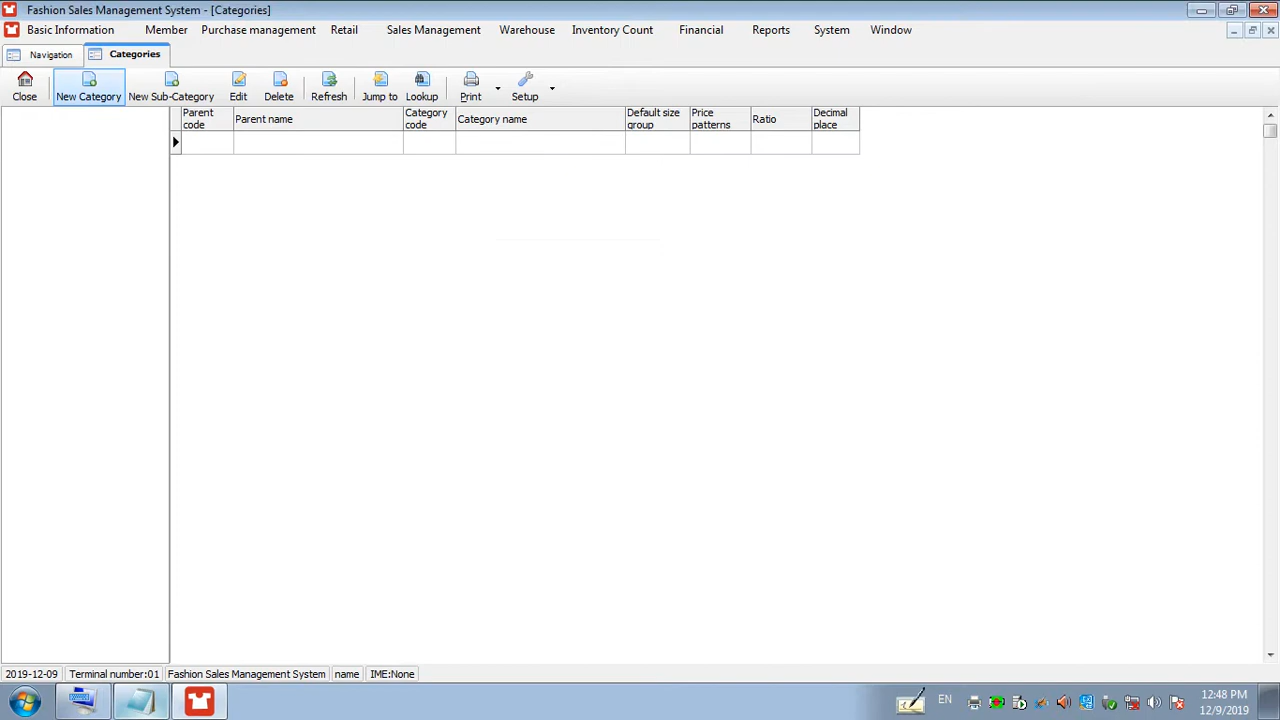 Fashion Sales Management System - [Categories]
Basic Information Member Purchase management Retail Sales Management Warehouse Inventory Count Financial Reports System Window
Navigation Categories
Close New Category New Sub-Category Edit Delete Refresh Jump to Lookup Print Setup
Parent code Parent name Category code Category name Default size group Price patterns Ratio Decimal place
2019-12-09 Terminal number:01 Fashion Sales Management System name IME:None
EN 12:48 PM
12/9/2019